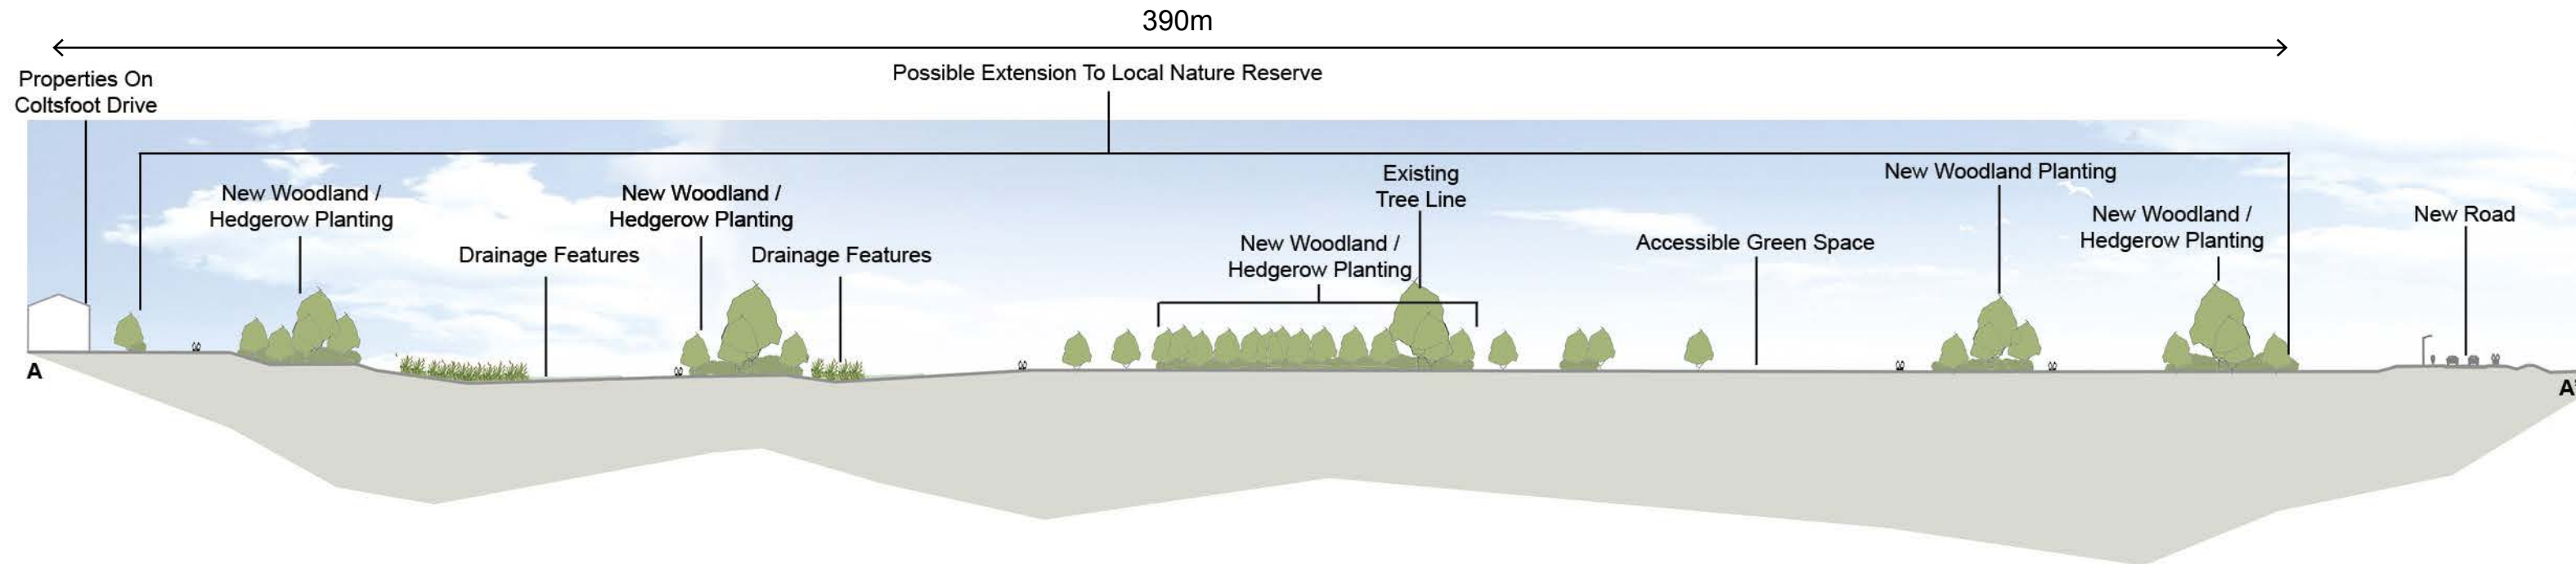 390m
Properties On
Coltsfoot Drive
Possible Extension To Local Nature Reserve
New Woodland /
Hedgerow Planting
Drainage Features
New Woodland /
Hedgerow Planting
Drainage Features
New Woodland /
Hedgerow Planting
Existing
Tree Line
Accessible Green Space
New Woodland Planting
New Woodland /
Hedgerow Planting
New Road
A
A'